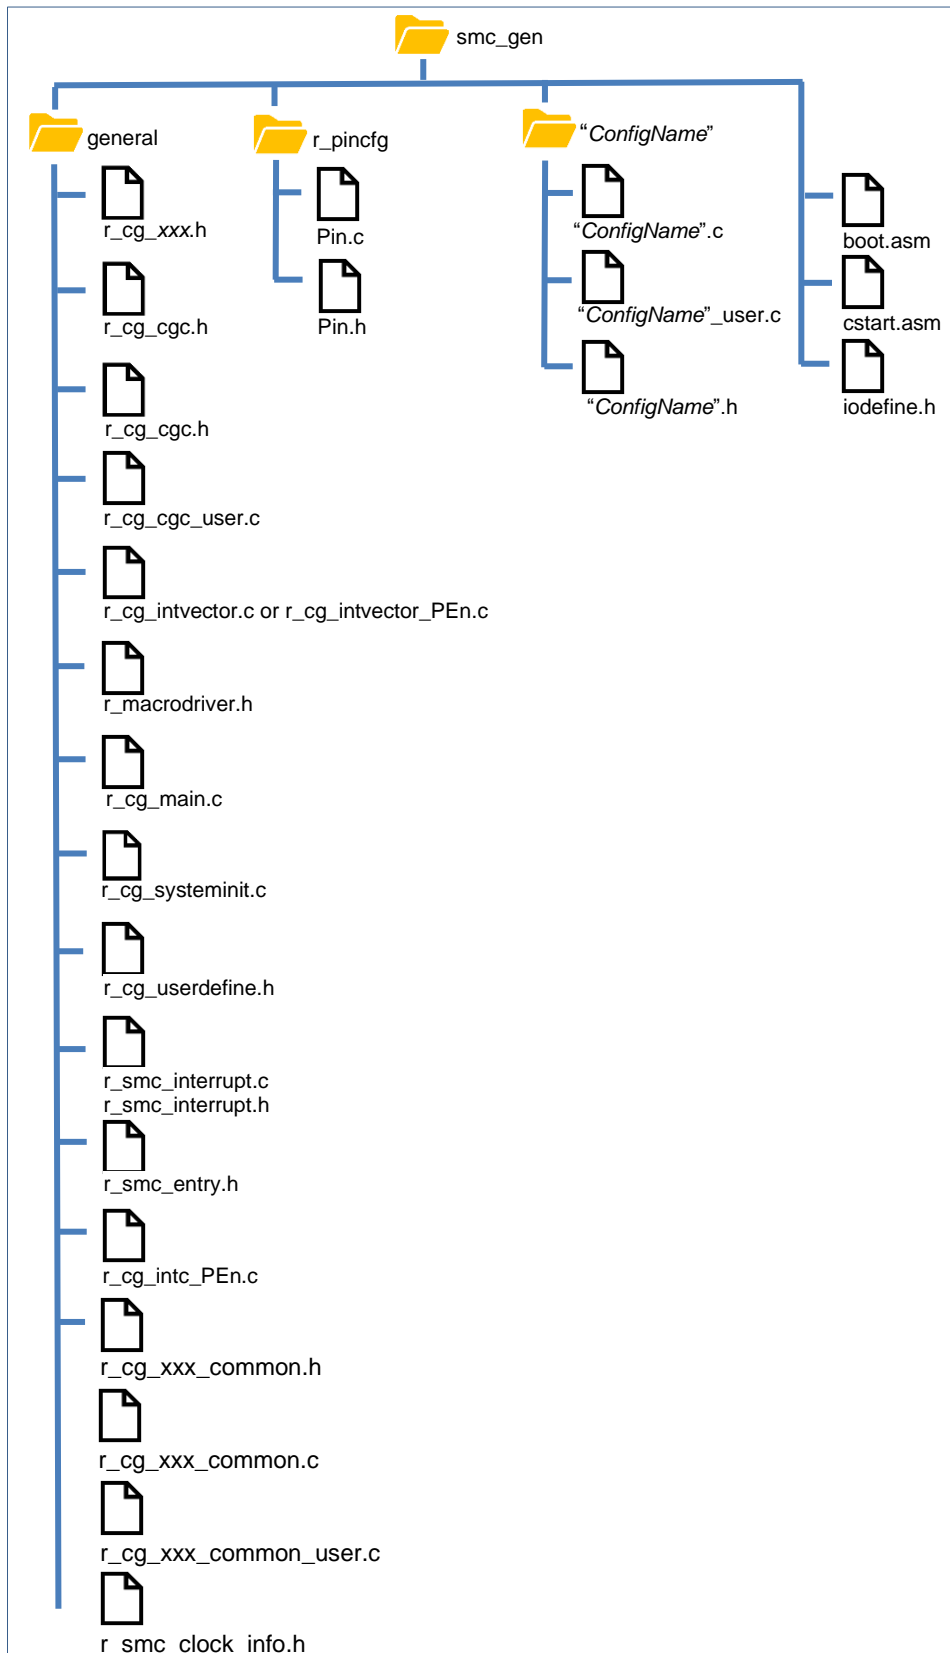 smc_gen
general
r_cg_xxx.h
r_cg_cgc.h
r_cg_cgc.h
r_cg_cgc_user.c
r_cg_intvector.c or r_cg_intvector_PEn.c
r_macrodriver.h
r_cg_main.c
r_cg_systeminit.c
r_cg_userdefine.h
r_smc_interrupt.c
r_smc_interrupt.h
r_smc_entry.h
r_cg_intc_PEn.c
r_cg_xxx_common.h
r_cg_xxx_common.c
r_cg_xxx_common_user.c
r_smc_clock_info.h
r_pincfg
Pin.c
Pin.h
“ConfigName”
“ConfigName”.c
“ConfigName”_user.c
“ConfigName”.h
boot.asm
cstart.asm
iodefine.h